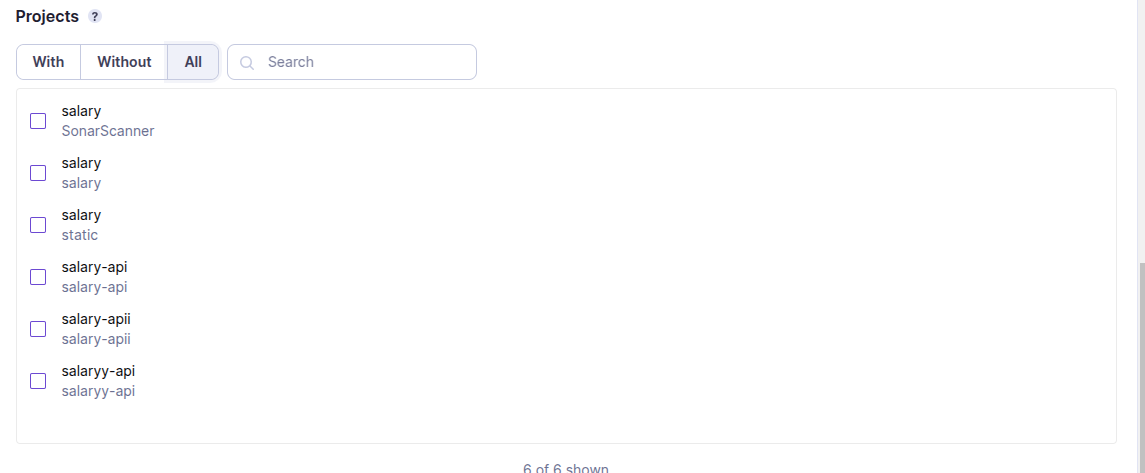 Projects ?
With Without All Search
salary
SonarScanner
salary
salary
salary
static
salary-api
salary-api
salary-apii
salary-apii
salaryy-api
salaryy-api
6 of 6 shown